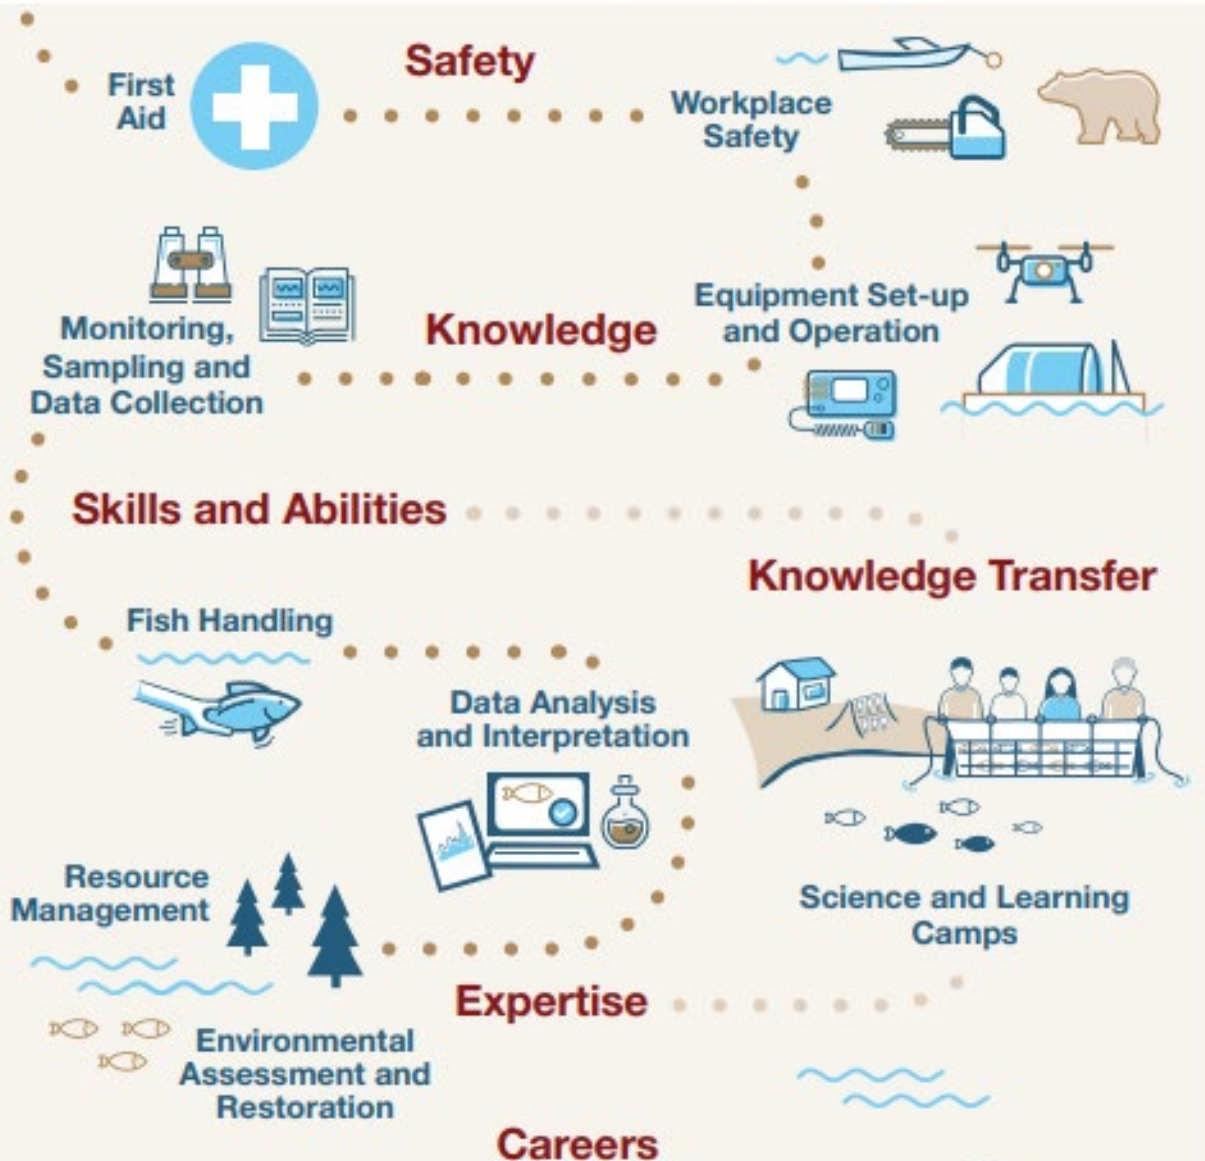 Safety
First
Aid
Workplace
Safety
Equipment Set-up
and Operation
Knowledge
Monitoring,
Sampling and
Data Collection
Skills and Abilities
Knowledge Transfer
Fish Handling
Data Analysis
and Interpretation
Resource
Management
Science and Learning
Camps
Expertise
Environmental
Assessment and
Restoration
Careers